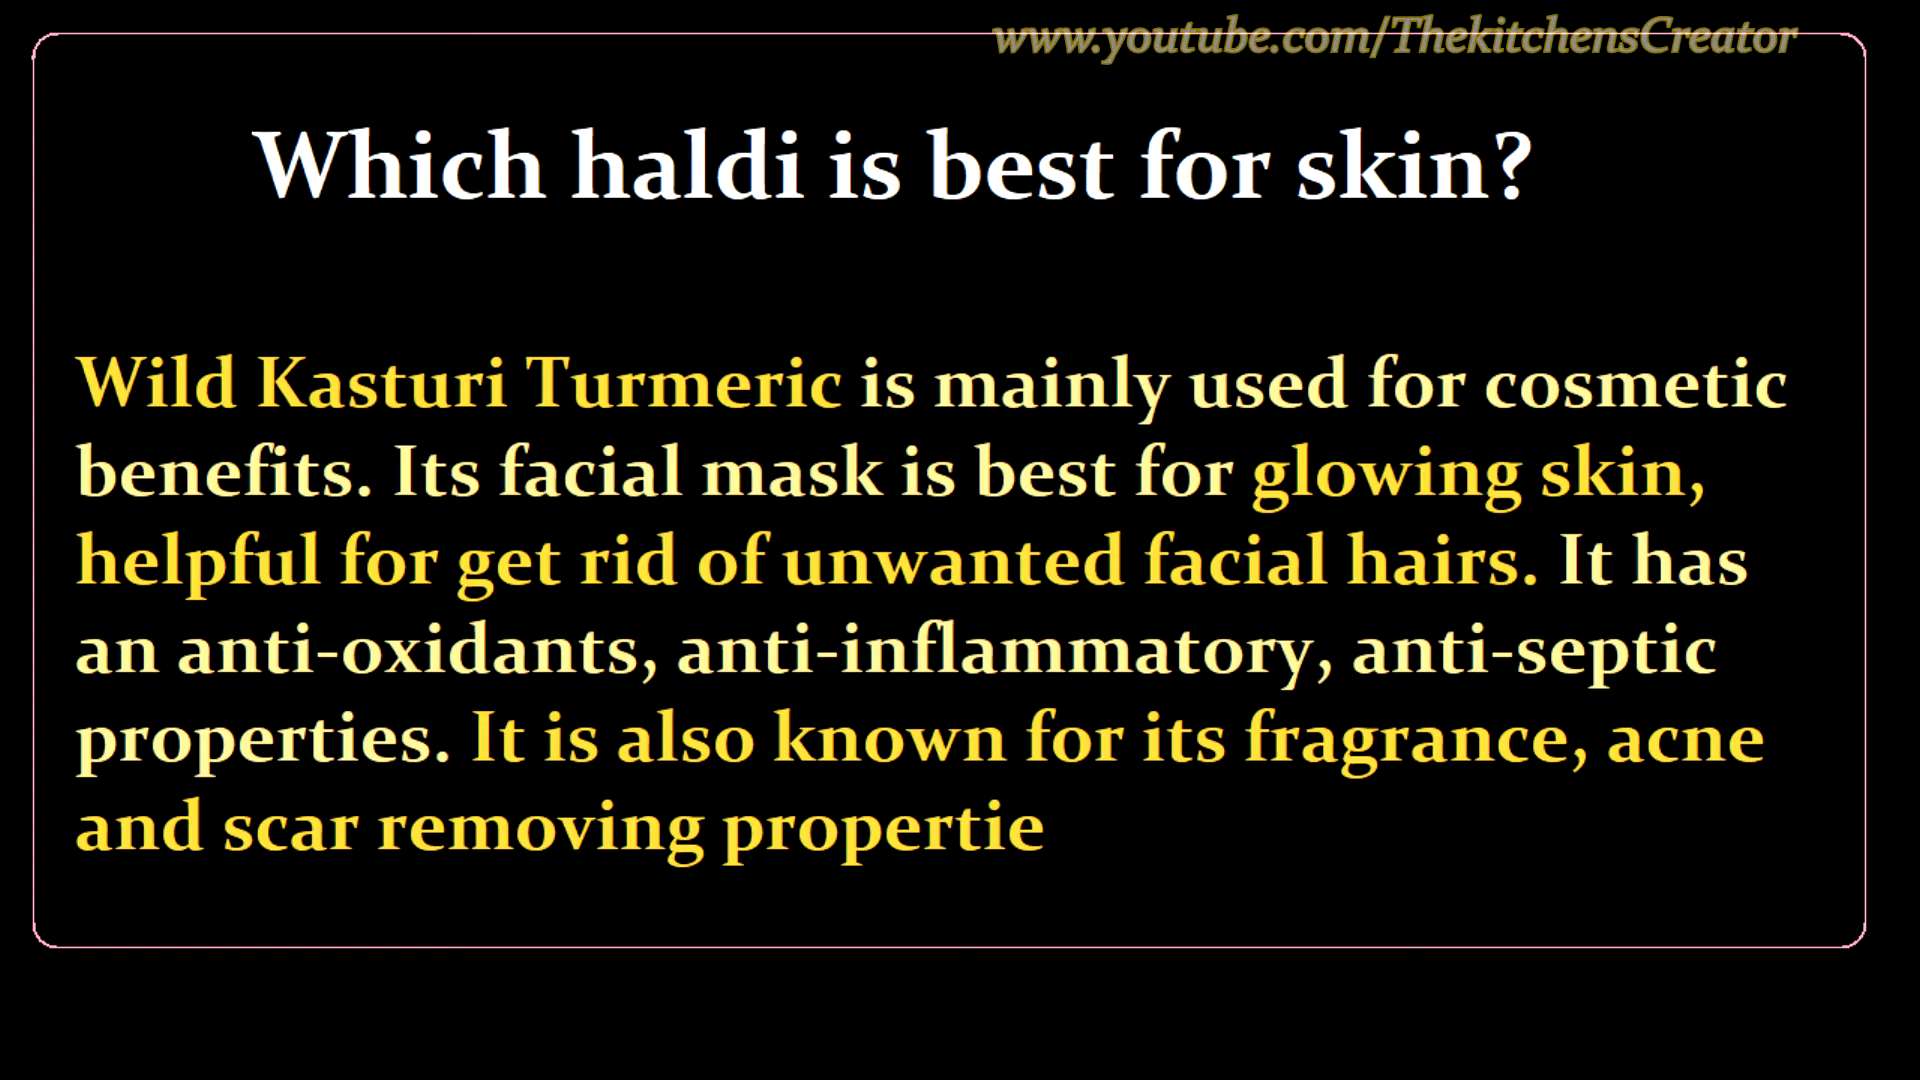 www.youtube.com/ThekitchensCreator
Which haldi is best for skin?
Wild Kasturi Turmeric is mainly used for cosmetic
benefits. Its facial mask is best for glowing skin,
helpful for get rid of unwanted facial hairs. It has
an anti-oxidants, anti-inflammatory, anti-septic
properties. It is also known for its fragrance, acne
and scar removing propertie